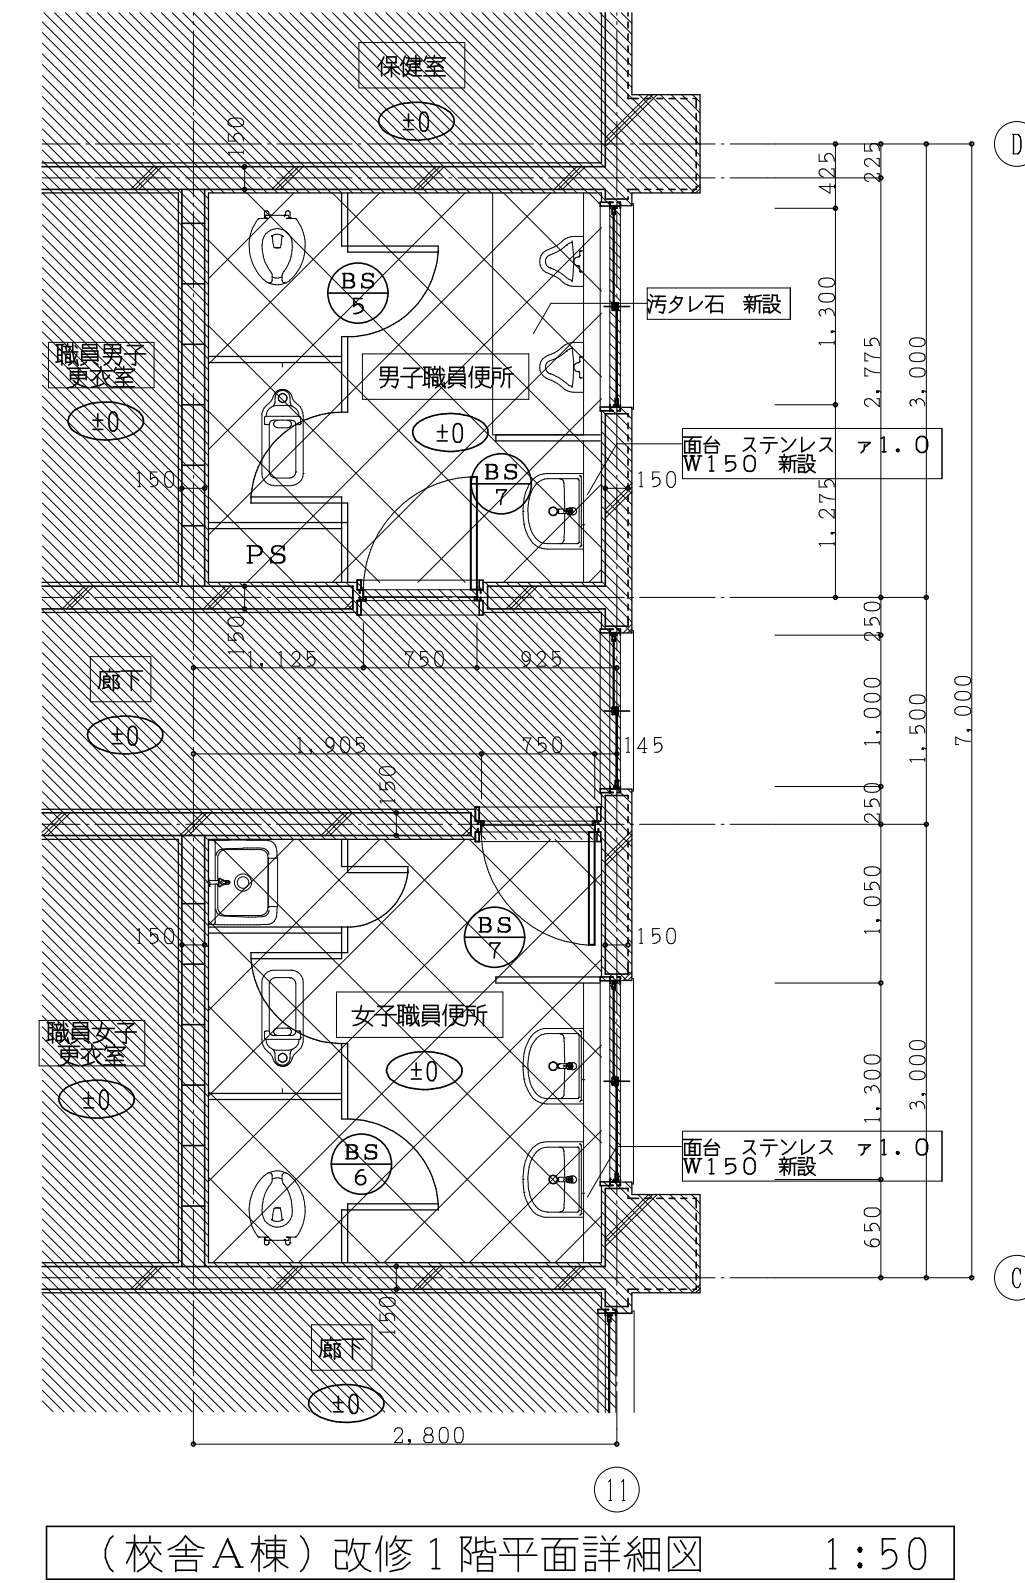 保健室
±0
D
150
425
225
BS
5
汚タレ石　新設
1,300
2,775
3,000
職員男子
更衣室
±0
男子職員便所
±0
面台　ステンレス　ァ1.0
W150　新設
BS
7
150
150
1,275
PS
150
250
1,125
750
925
廊下
±0
1,000
1,500
7,000
1,905
750
145
150
250
1,050
BS
7
150
150
女子職員便所
±0
職員女子
更衣室
±0
1,300
3,000
面台　ステンレス　ァ1.0
W150　新設
BS
6
650
C
150
廊下
±0
2,800
11
（校舎A棟）改修1階平面詳細図　1:50